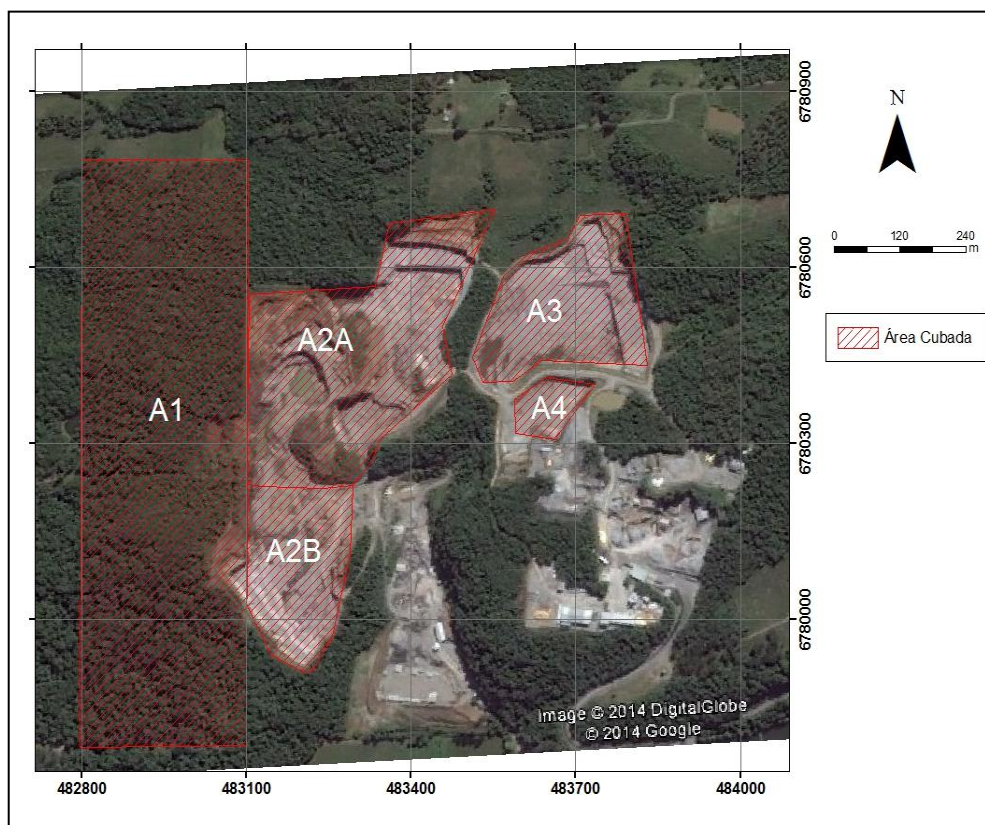 N
0 120 240
m
Área Cubada
A1
A2A
A2B
A3
A4
6780900
6780600
6780300
6780000
Image © 2014 DigitalGlobe
© 2014 Google
482800 483100 483400 483700 484000